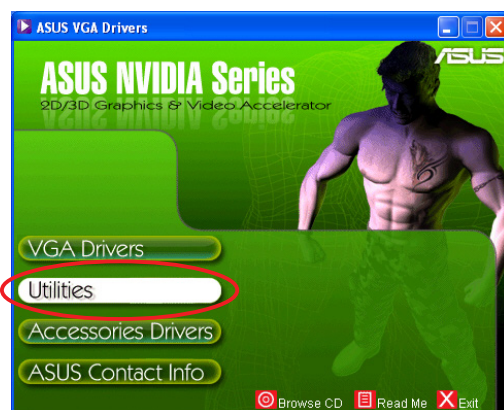 ASUS VGA Drivers
ASUS
ASUS NVIDIA Series
2D/3D Graphics & Video Accelerator
VGA Drivers
Utilities
Accessories Drivers
ASUS Contact Info
Browse CD Read Me Exit